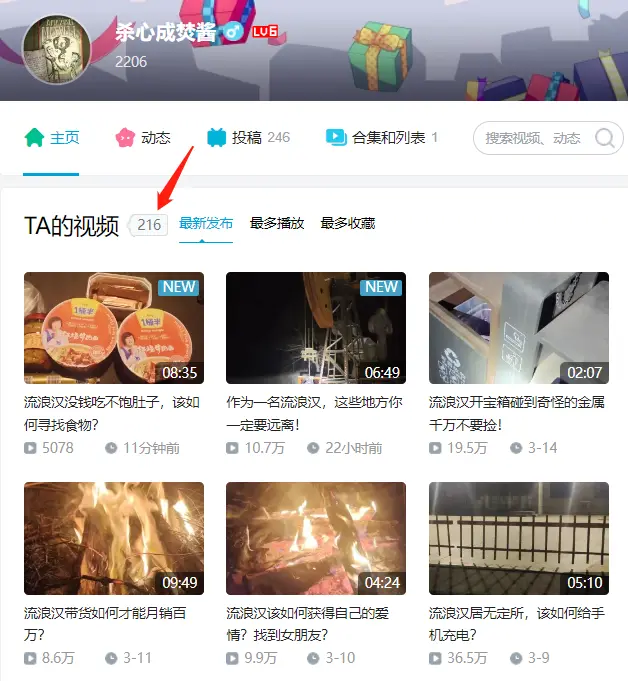 杀心成焚酱 LV6
2206
主页 动态 投稿 246 合集和列表 1 搜索视频、动态
TA的视频 216 最新发布 最多播放 最多收藏
NEW NEW
1倍半 1倍半
08:35 06:49 02:07
流浪汉没钱吃不饱肚子，该如 作为一名流浪汉，这些地方你 流浪汉开宝箱碰到奇怪的金属
何寻找食物？ 一定要远离！ 千万不要捡！
5078 11分钟前 10.7万 22小时前 19.5万 3-14
09:49 04:24 05:10
流浪汉带货如何才能月销百 流浪汉该如何获得自己的爱 流浪汉居无定所，该如何给手
万？ 情？找到女朋友？ 机充电？
8.6万 3-11 9.9万 3-10 36.5万 3-9